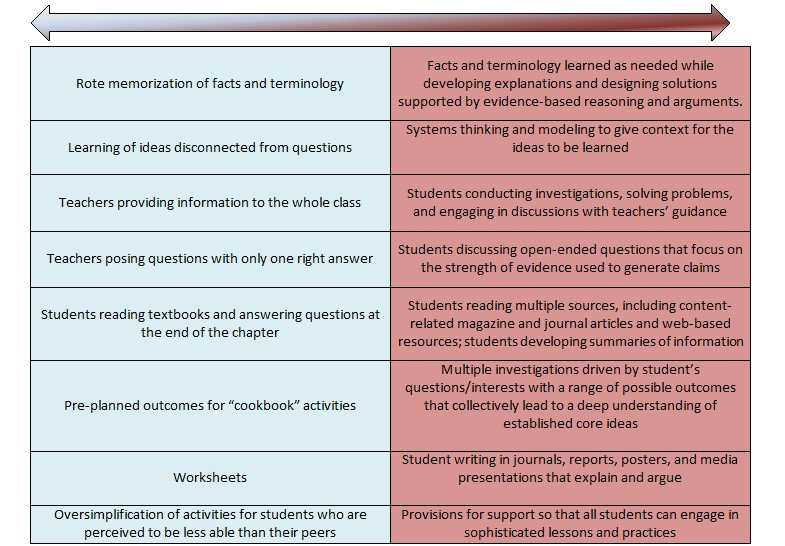 Rote memorization of facts and terminology
Facts and terminology learned as needed while
developing explanations and designing solutions
supported by evidence-based reasoning and arguments.
Learning of ideas disconnected from questions
Systems thinking and modeling to give context for the
ideas to be learned
Teachers providing information to the whole class
Students conducting investigations, solving problems,
and engaging in discussions with teachers’ guidance
Teachers posing questions with only one right answer
Students discussing open-ended questions that focus on
the strength of evidence used to generate claims
Students reading textbooks and answering questions at
the end of the chapter
Students reading multiple sources, including content-
related magazine and journal articles and web-based
resources; students developing summaries of information
Pre-planned outcomes for “cookbook” activities
Multiple investigations driven by student’s
questions/interests with a range of possible outcomes
that collectively lead to a deep understanding of
established core ideas
Worksheets
Student writing in journals, reports, posters, and media
presentations that explain and argue
Oversimplification of activities for students who are
perceived to be less able than their peers
Provisions for support so that all students can engage in
sophisticated lessons and practices